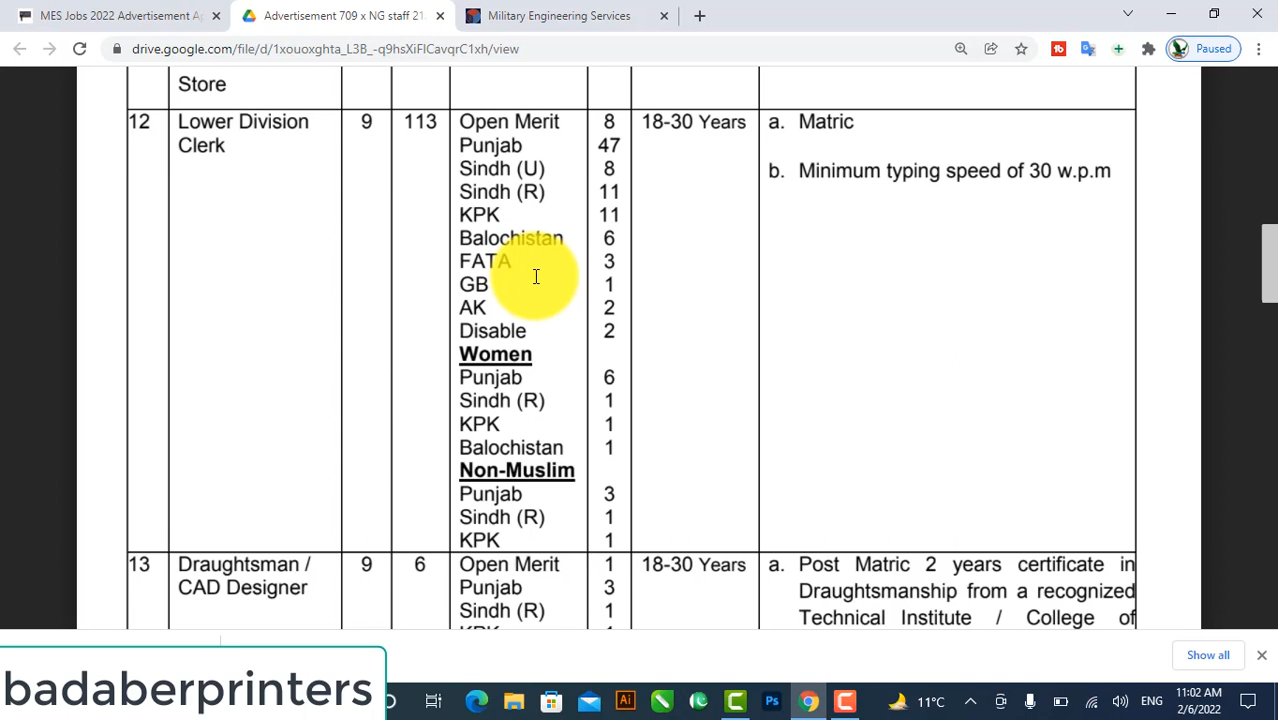 MES Jobs 2022 Advertisement Ap
Advertisement 709 x NG staff 21
Military Engineering Services
drive.google.com/file/d/1xouoxghta_L3B_-q9hsXiFlCavqrC1xh/view
Paused
Store
12 Lower Division 9 113 Open Merit 8 18-30 Years a. Matric
Clerk Punjab 47
Sindh (U) 8 b. Minimum typing speed of 30 w.p.m
Sindh (R) 11
KPK 11
Balochistan 6
FATA 3
GB 1
AK 2
Disable 2
Women
Punjab 6
Sindh (R) 1
KPK 1
Balochistan 1
Non-Muslim
Punjab 3
Sindh (R) 1
KPK 1
13 Draughtsman / 9 6 Open Merit 1 18-30 Years a. Post Matric 2 years certificate in
CAD Designer Punjab 3 Draughtsmanship from a recognized
Sindh (R) 1 Technical Institute / College of
Show all
badaberprinters
Ai
Ps
11°C
ENG
11:02 AM
2/6/2022